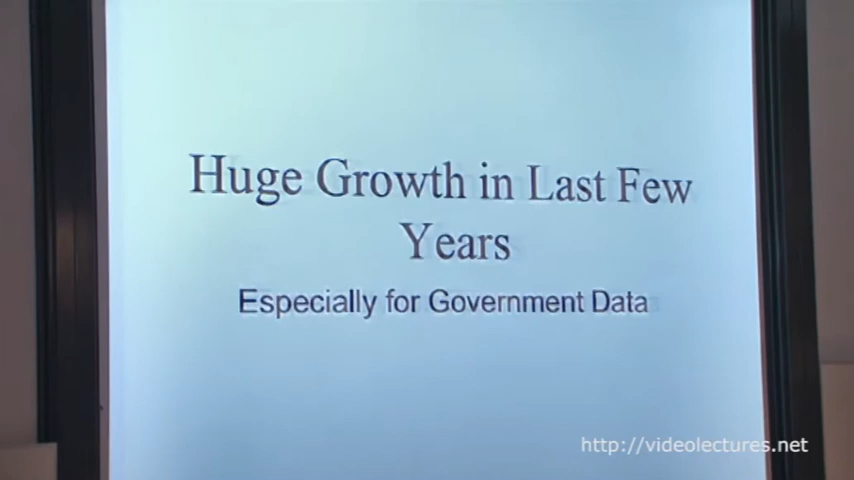 Huge Growth in Last Few
Years
Especially for Government Data
http://videolectures.net